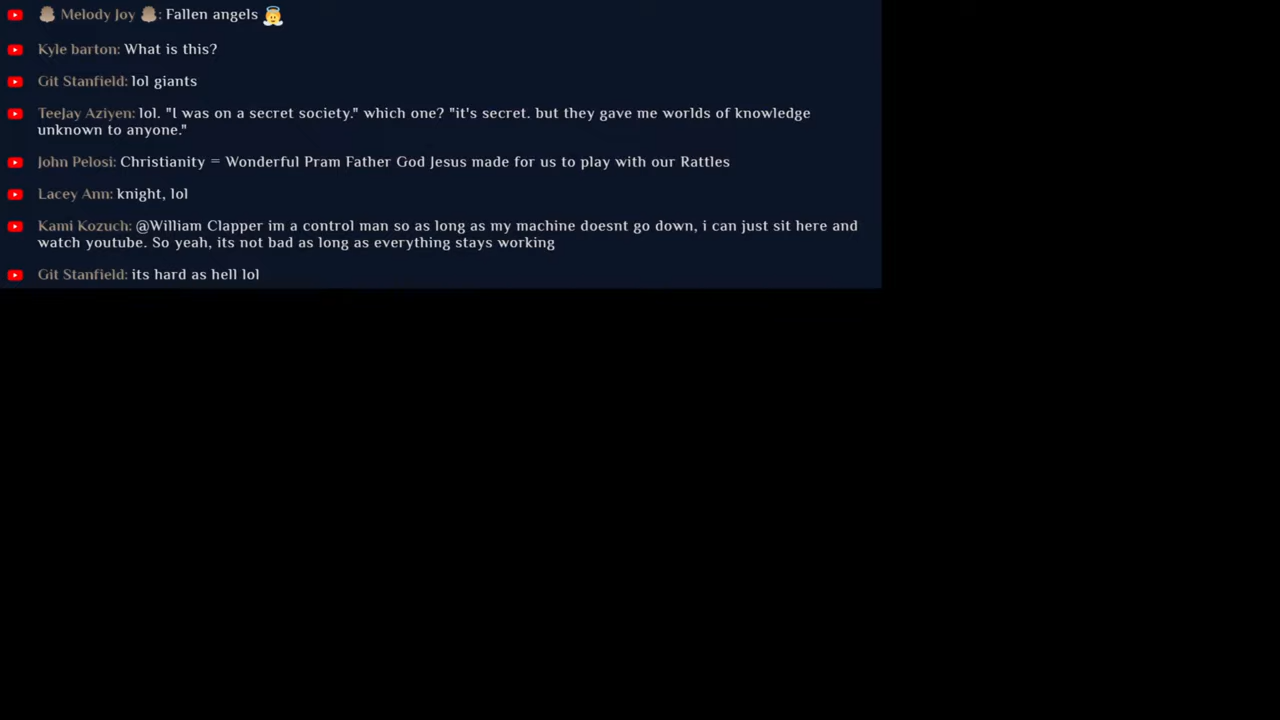 Melody Joy : Fallen angels
Kyle barton: What is this?
Git Stanfield: lol giants
TeeJay Aziyen: lol. "I was on a secret society." which one? "it's secret. but they gave me worlds of knowledge
unknown to anyone."
John Pelosi: Christianity = Wonderful Pram Father God Jesus made for us to play with our Rattles
Lacey Ann: knight, lol
Kami Kozuch: @William Clapper im a control man so as long as my machine doesnt go down, i can just sit here and
watch youtube. So yeah, its not bad as long as everything stays working
Git Stanfield: its hard as hell lol